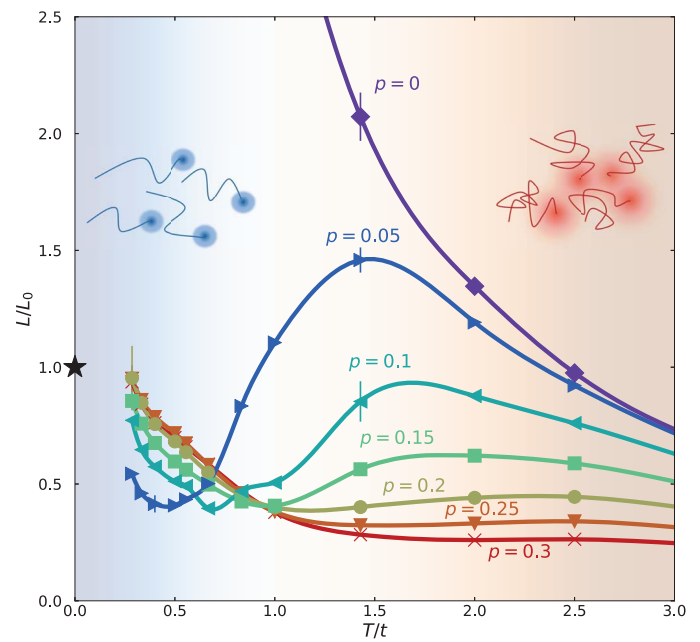 2.5
2.0
1.5
1.0
0.5
0.0
L/L₀
p = 0
p = 0.05
p = 0.1
p = 0.15
p = 0.2
p = 0.25
p = 0.3
0.0 0.5 1.0 1.5 2.0 2.5 3.0
T/t